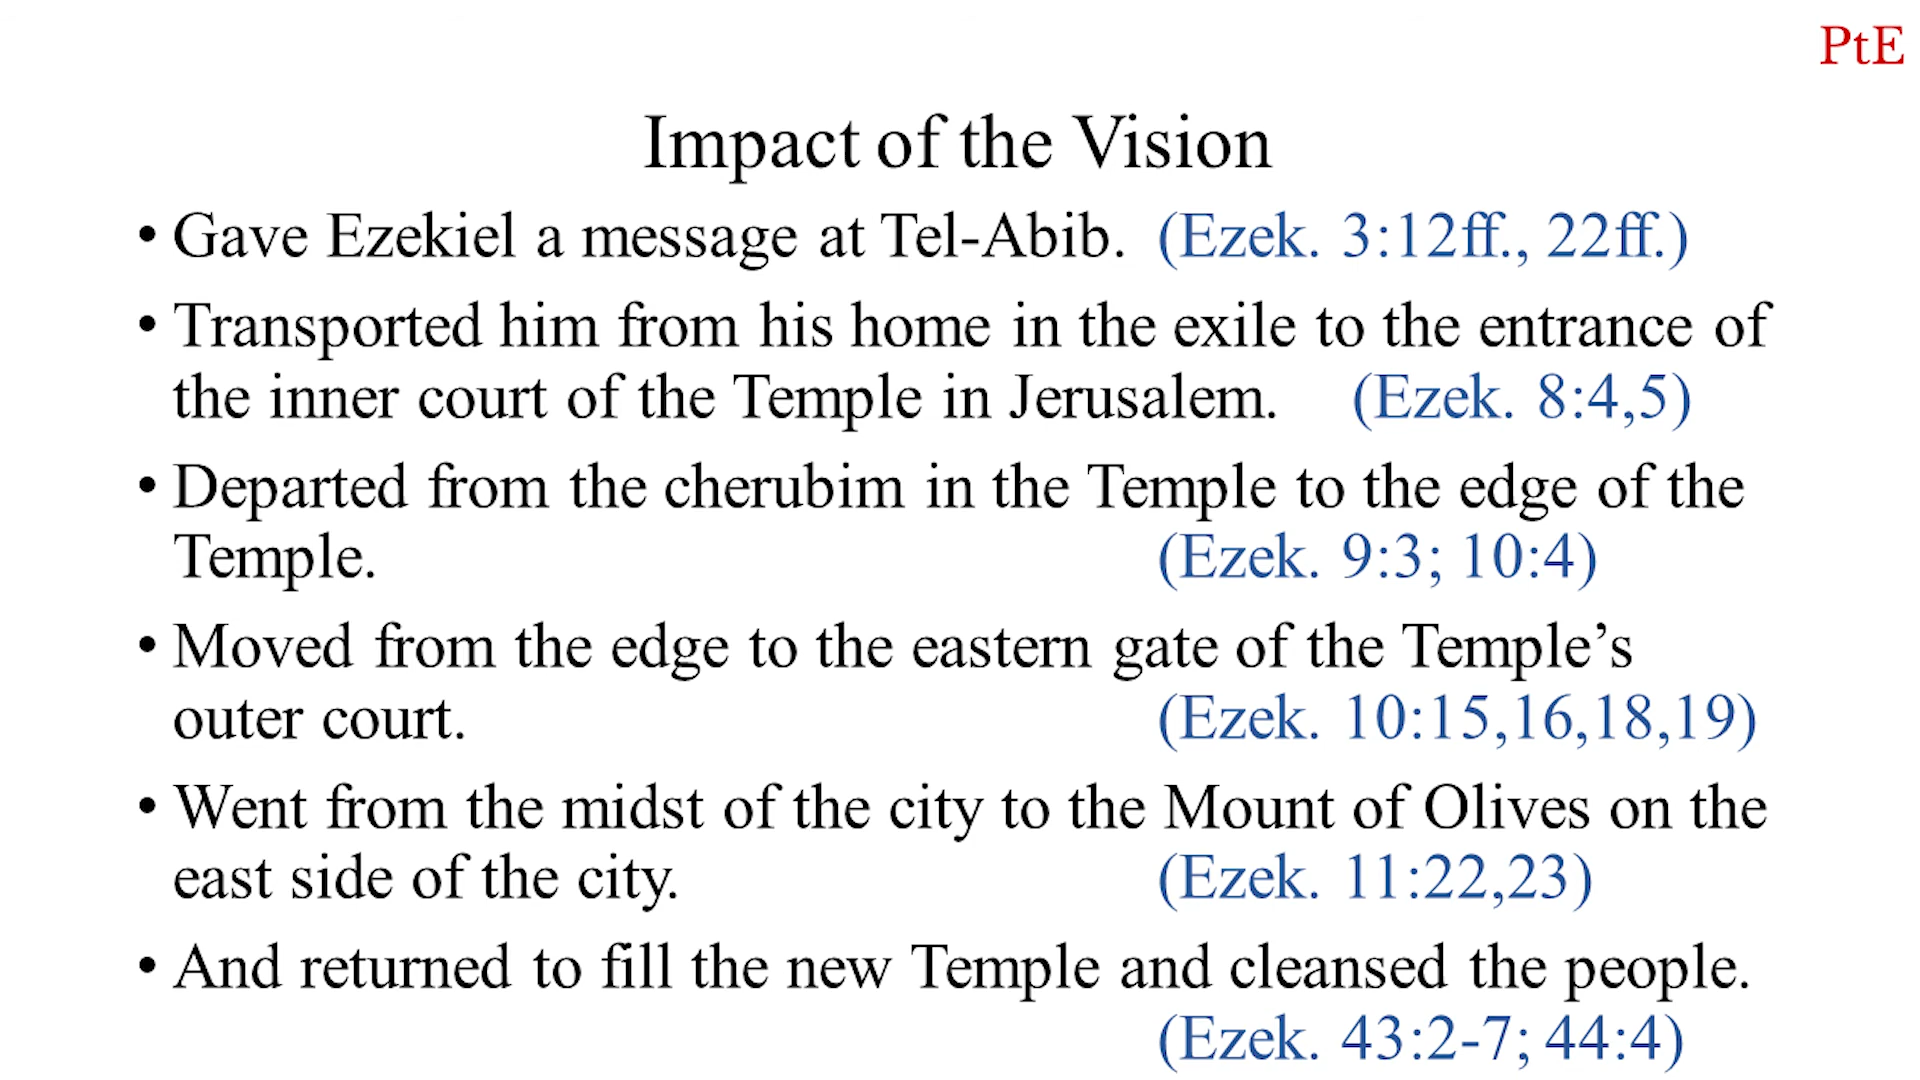 PtE
Impact of the Vision
• Gave Ezekiel a message at Tel-Abib. (Ezek. 3:12ff., 22ff.)
• Transported him from his home in the exile to the entrance of
the inner court of the Temple in Jerusalem. (Ezek. 8:4,5)
• Departed from the cherubim in the Temple to the edge of the
Temple. (Ezek. 9:3; 10:4)
• Moved from the edge to the eastern gate of the Temple’s
outer court. (Ezek. 10:15,16,18,19)
• Went from the midst of the city to the Mount of Olives on the
east side of the city. (Ezek. 11:22,23)
• And returned to fill the new Temple and cleansed the people.
(Ezek. 43:2-7; 44:4)